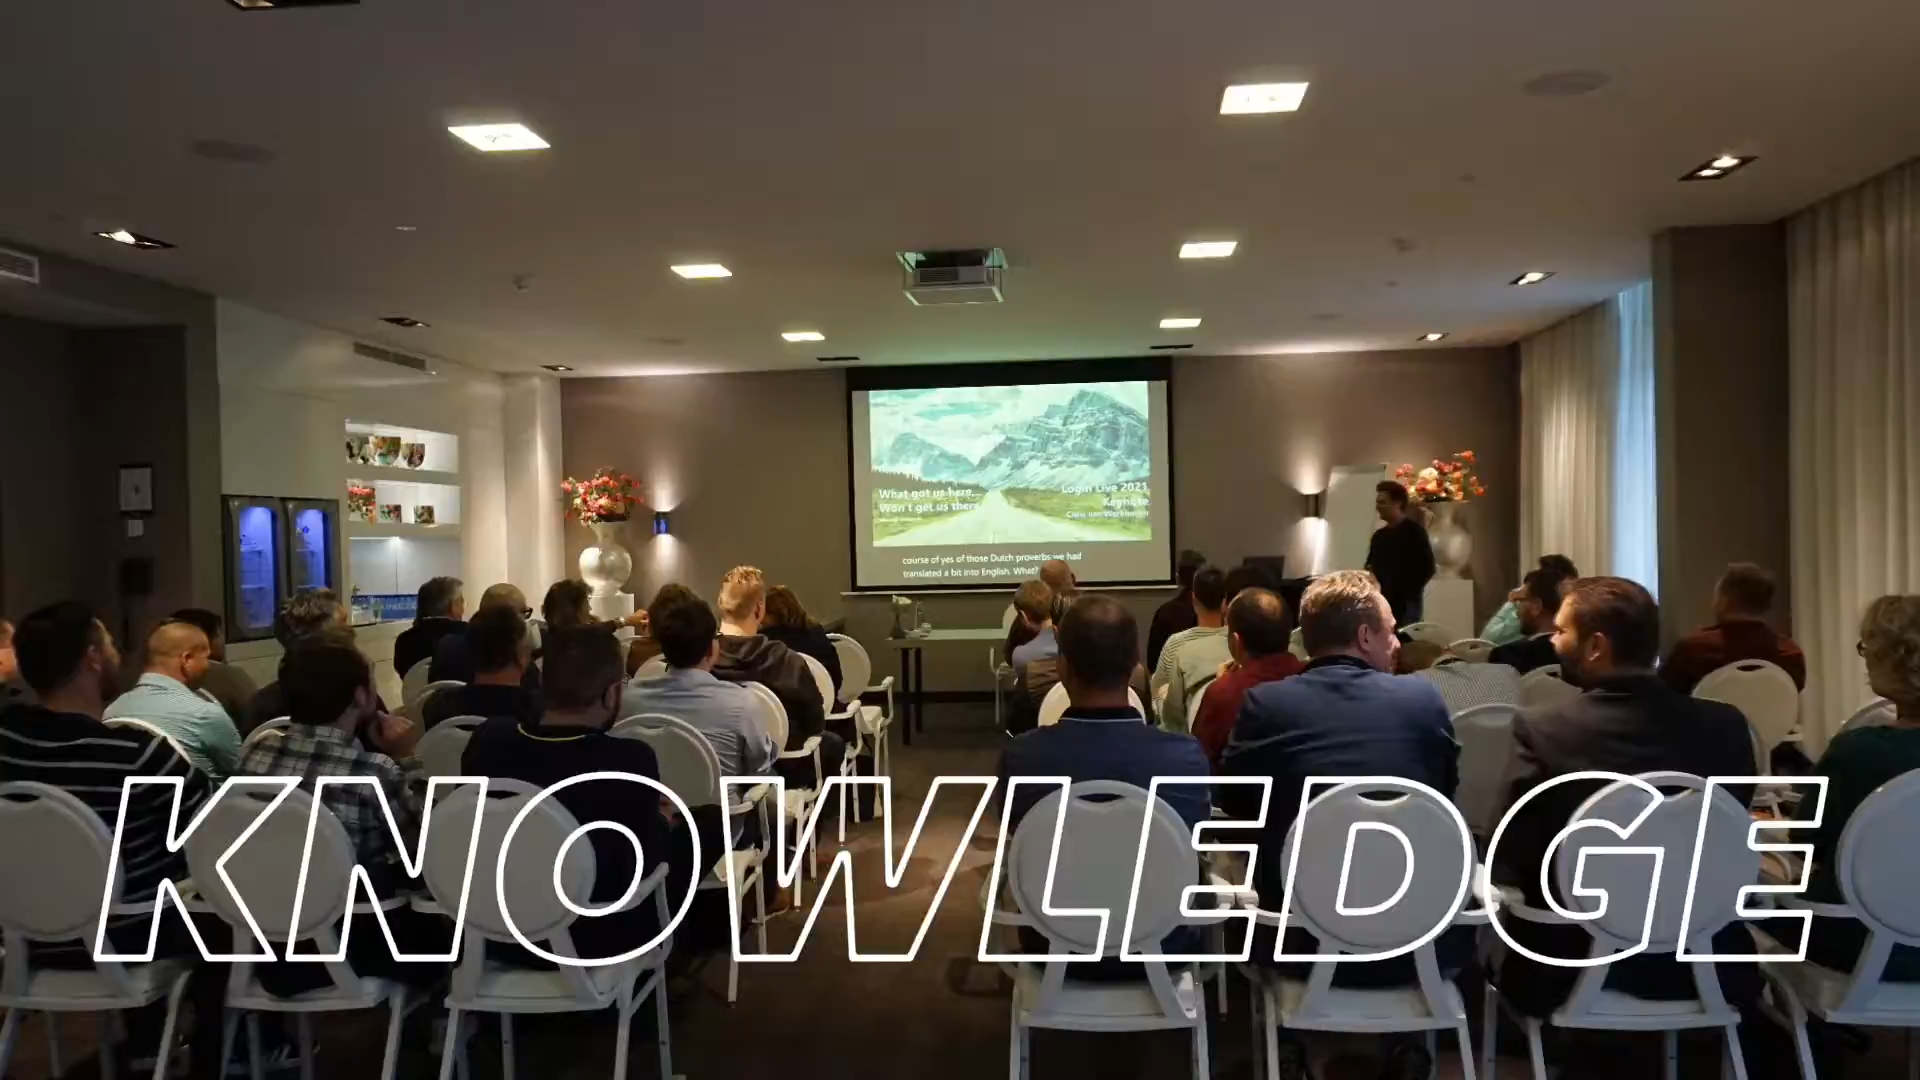 What got us here...
Won't get us there
Login Live 2021
Keynote
course of yes of those Dutch proverbs we had
translated a bit into English. What
KNOWLEDGE